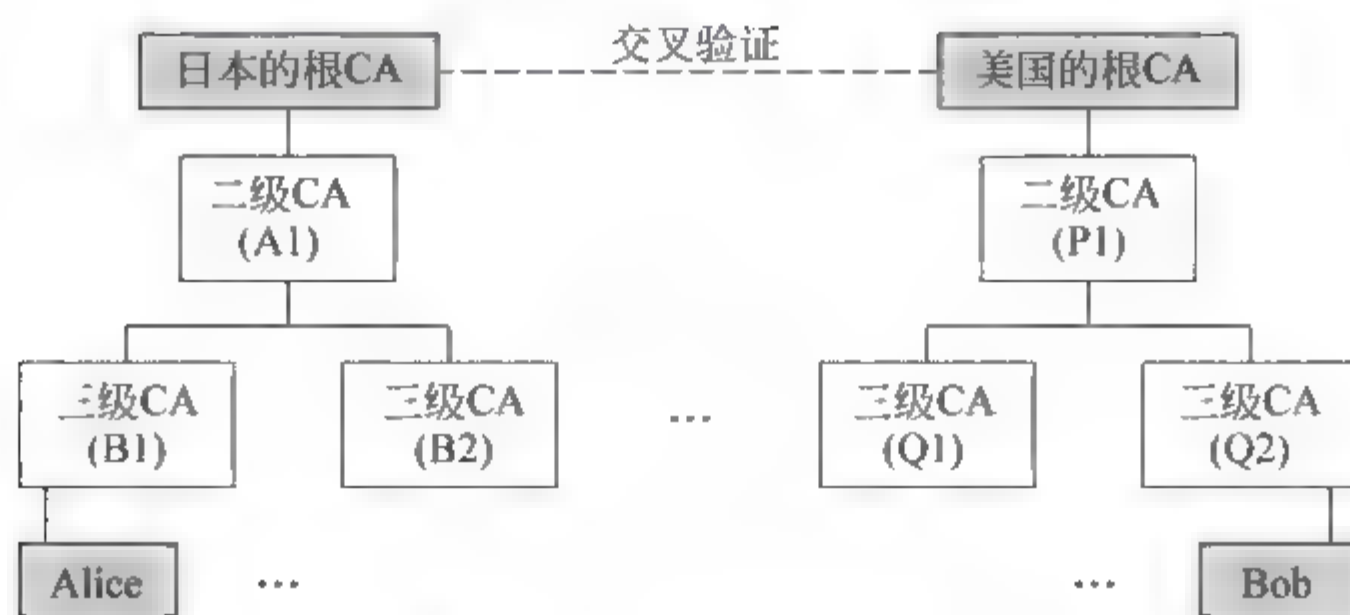 交叉验证
日本的根CA
美国的根CA
二级CA
(A1)
二级CA
(P1)
三级CA
(B1)
三级CA
(B2)
...
三级CA
(Q1)
三级CA
(Q2)
Alice
...
...
Bob